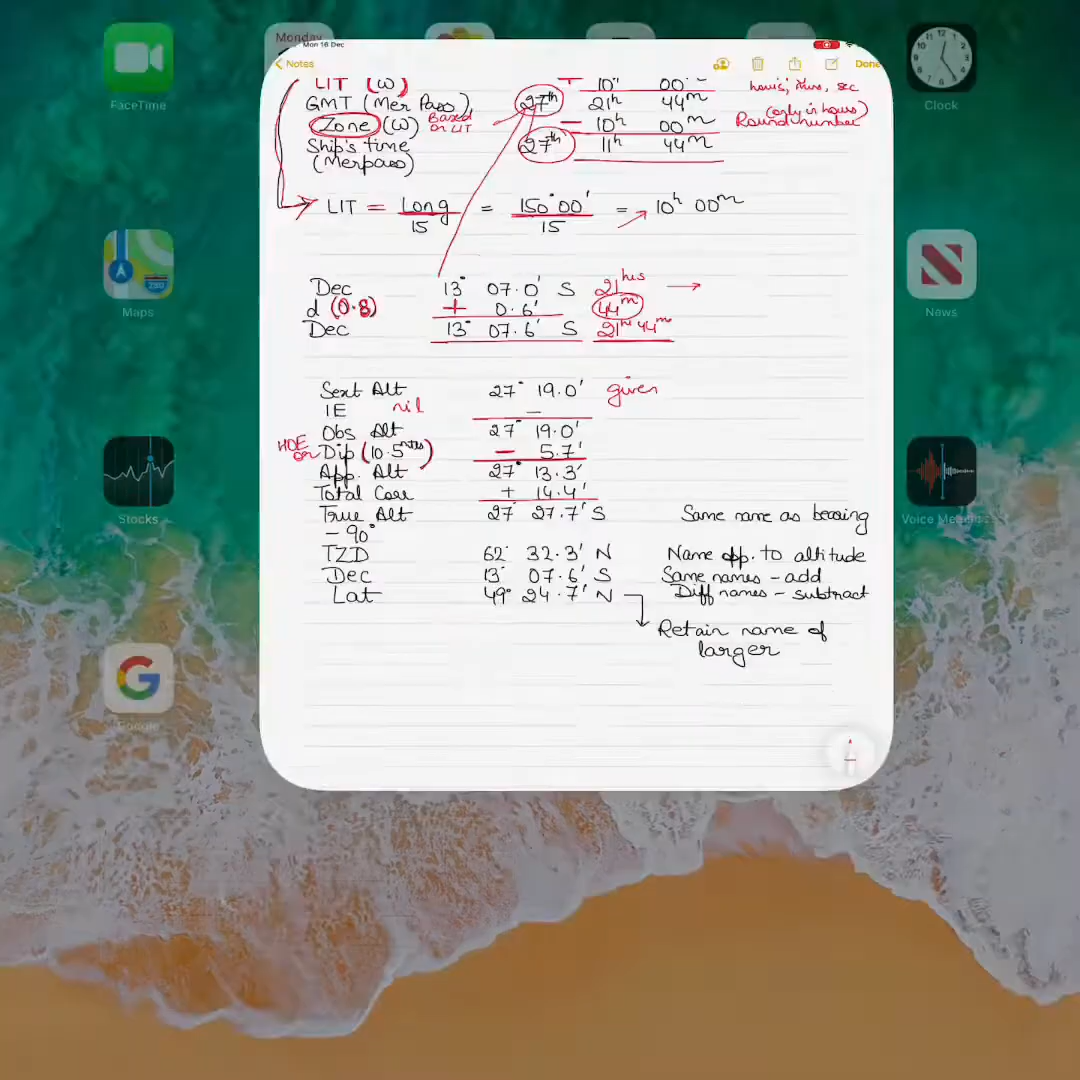 Monday
Mon 16 Dec
Notes
Done
FaceTime
Clock
Maps
News
Stocks
Voice Me
Google
LIT (W) + 10h 00m hours, mins, sec
GMT (Mer Pass) 27th 21h 44m (only in hours)
Zone (W) Based on LIT - 10h 00m Round number
Ship's time 27th 11h 44m
(Merpass)
LIT = Long / 15 = 150° 00' / 15 = 10h 00m
Dec 13° 07.0' S 21hrs →
d (0.8) + 0.6' 44m
Dec 13° 07.6' S 21h 44m
Sext Alt 27° 19.0' given
IE nil -
Obs Alt 27° 19.0'
HOE or Dip (10.5mtrs) - 5.7'
App. Alt 27° 13.3'
Total Corr + 14.4'
True Alt 27° 27.7' S Same name as bearing
- 90°
TZD 62° 32.3' N Name opp. to altitude
Dec 13° 07.6' S Same names - add
Lat 49° 24.7' N Diff names - subtract
Retain name of
larger